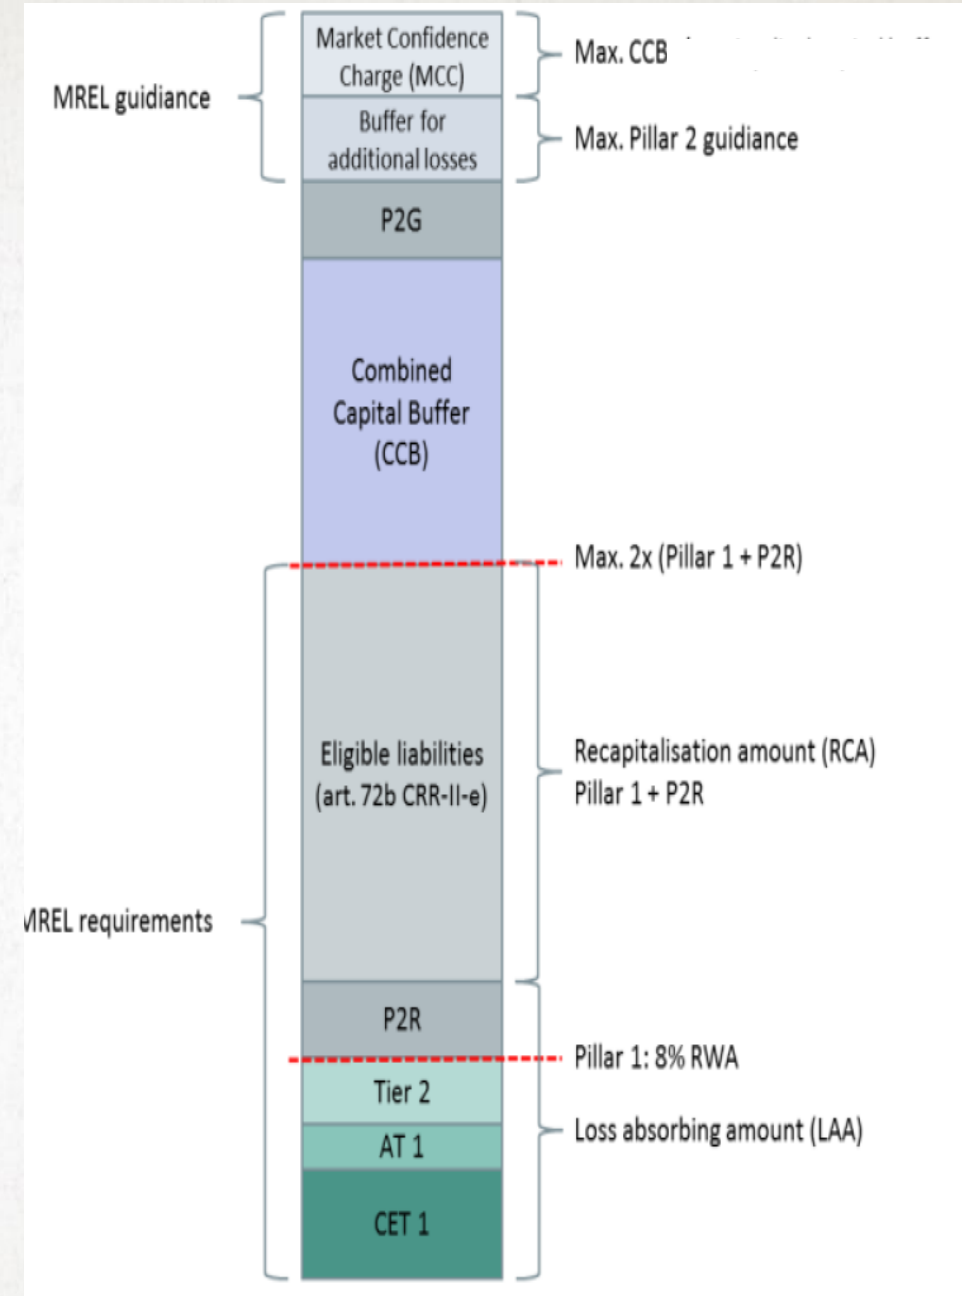 Market Confidence
Charge (MCC)
Max. CCB
MREL guidiance
Buffer for
additional losses
Max. Pillar 2 guidiance
P2G
Combined
Capital Buffer
(CCB)
Max. 2x (Pillar 1 + P2R)
Eligible liabilities
(art. 72b CRR-II-e)
Recapitalisation amount (RCA)
Pillar 1 + P2R
MREL requirements
P2R
Pillar 1: 8% RWA
Tier 2
Loss absorbing amount (LAA)
AT 1
CET 1